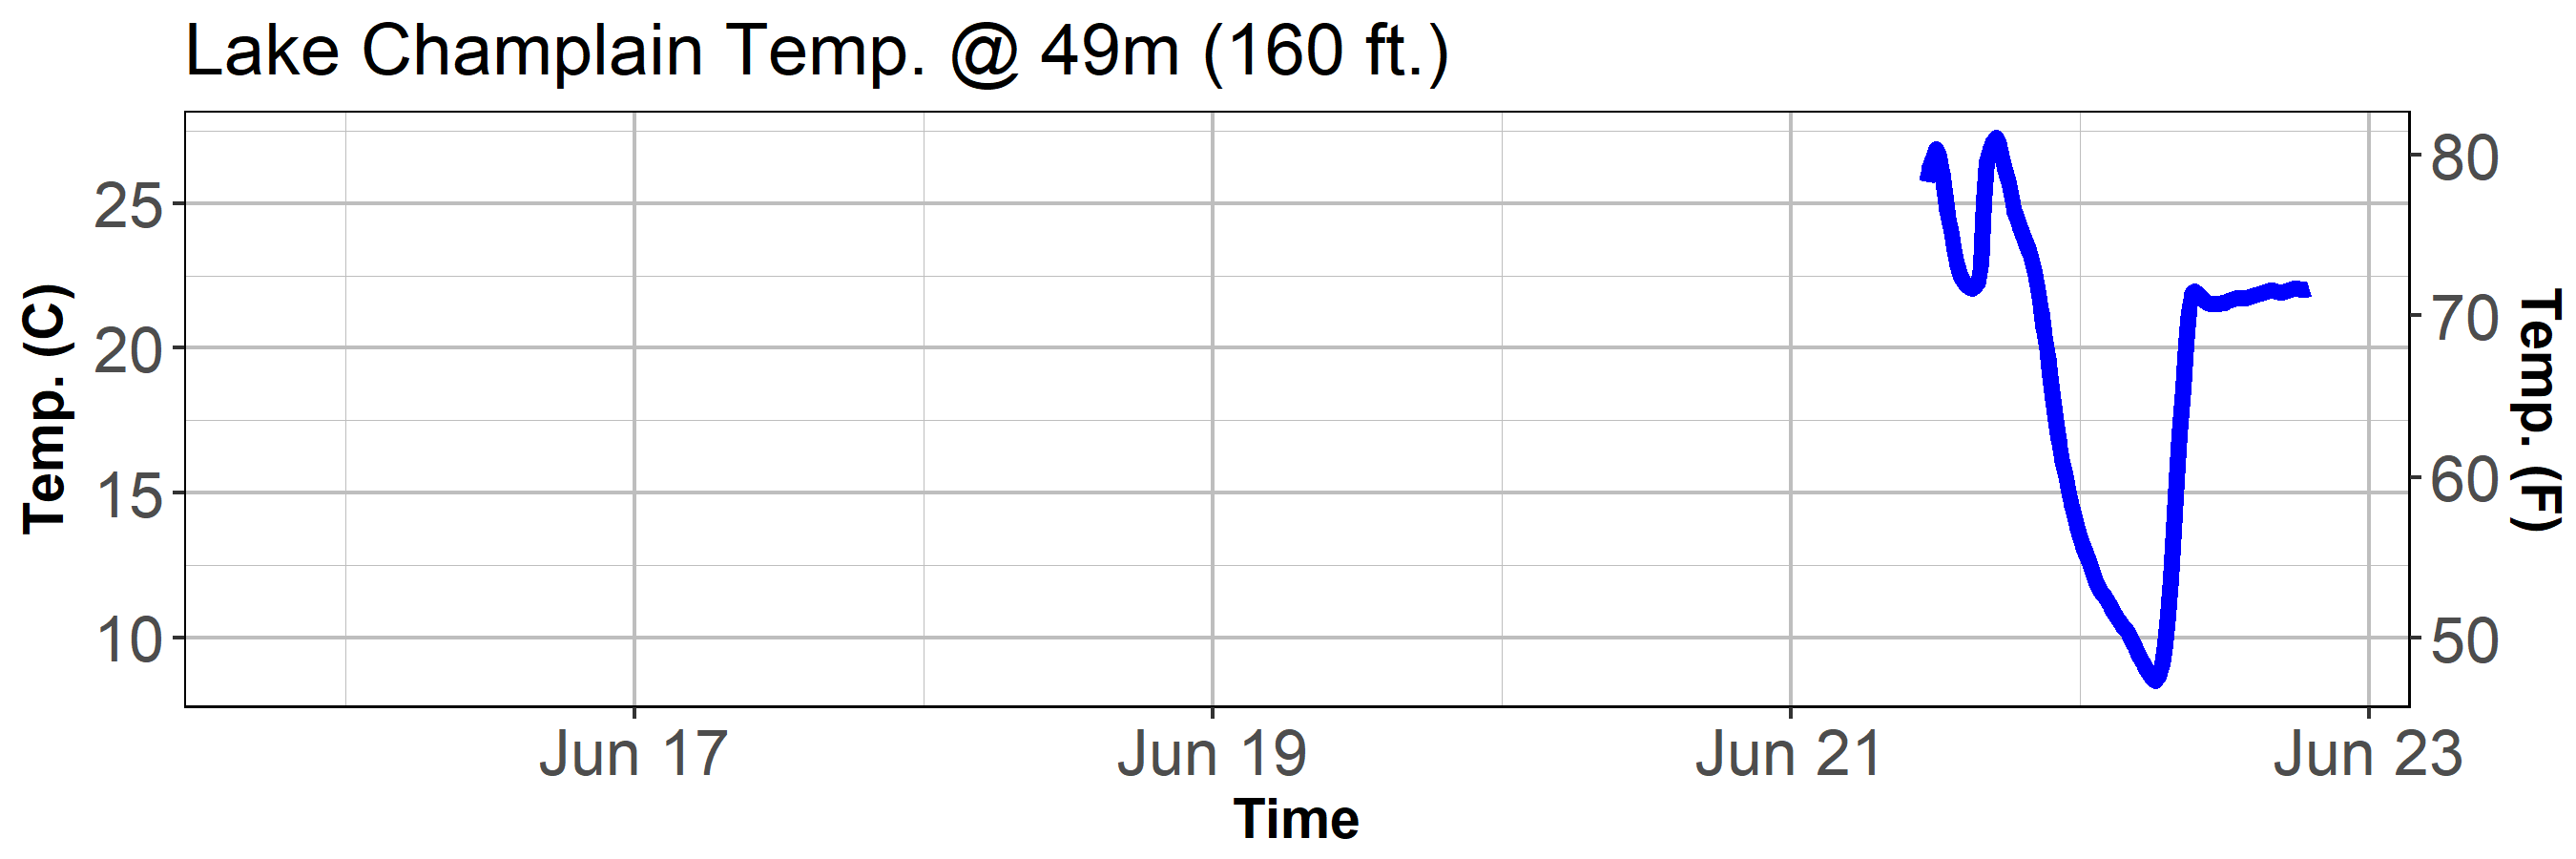 Lake Champlain Temp. @ 49m (160 ft.)
Temp. (C)
25
20
15
10
80
70
60
50
Temp. (F)
Jun 17
Jun 19
Jun 21
Jun 23
Time